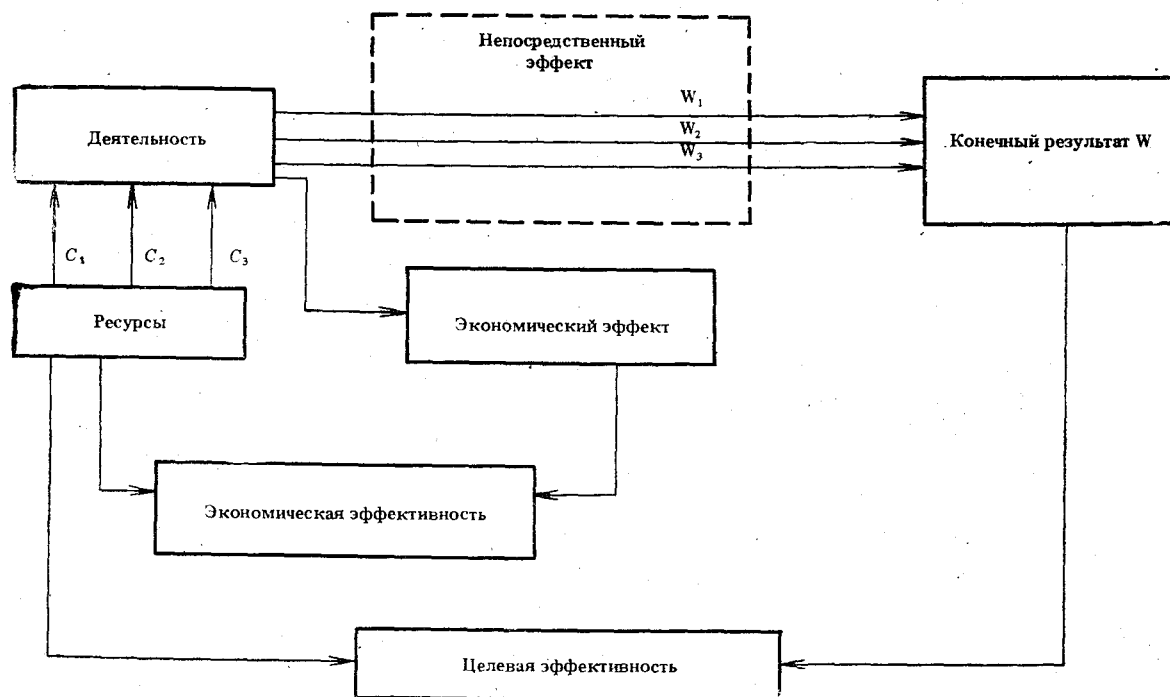 Непосредственный
эффект
W₁
Деятельность
W₂
Конечный результат W
W₃
C₁
C₂
C₃
Ресурсы
Экономический эффект
Экономическая эффективность
Целевая эффективность